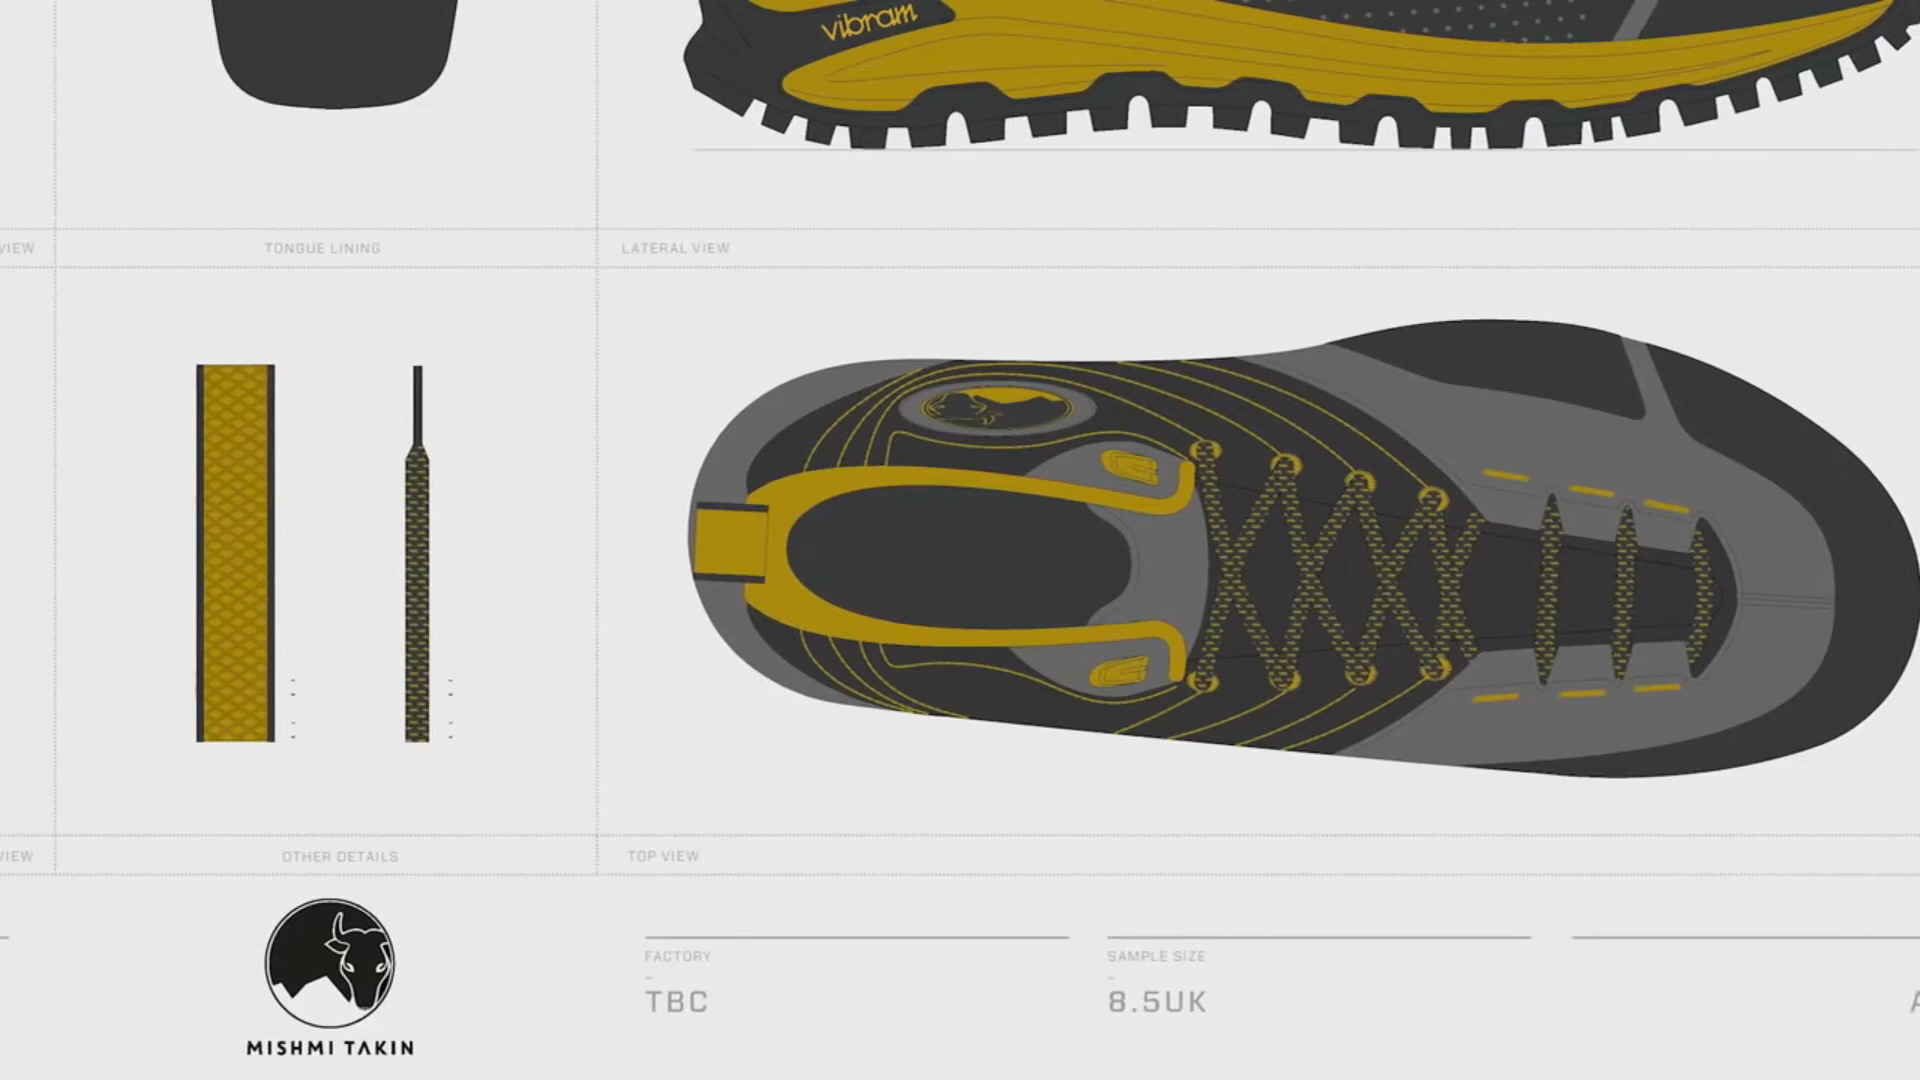 vibram
VIEW
TONGUE LINING
LATERAL VIEW
VIEW
OTHER DETAILS
TOP VIEW
MISHMI TAKIN
FACTORY
-
TBC
SAMPLE SIZE
-
8.5UK